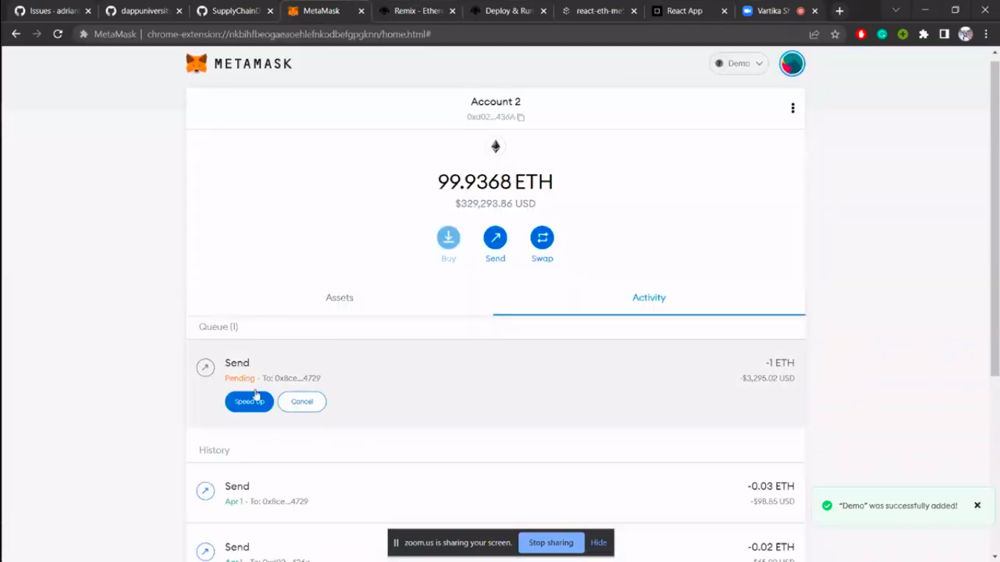 Issues · adrian
dappuniversit
SupplyChainD
MetaMask
Remix - Ether
Deploy & Run
react-eth-me
React App
Vartika Sh
MetaMask | chrome-extension://nkbihfbeogaeaoehlefnkodbefgpgknn/home.html#
METAMASK
Demo
Account 2
0xd02...436A
99.9368 ETH
$329,293.86 USD
Buy Send Swap
Assets Activity
Queue (1)
Send -1 ETH
Pending - To: 0x8ce...4729 -$3,295.02 USD
Speed Up Cancel
History
Send -0.03 ETH
Apr 1 - To: 0x8ce...4729 -$98.85 USD
"Demo" was successfully added!
zoom.us is sharing your screen. Stop sharing Hide
Send -0.02 ETH